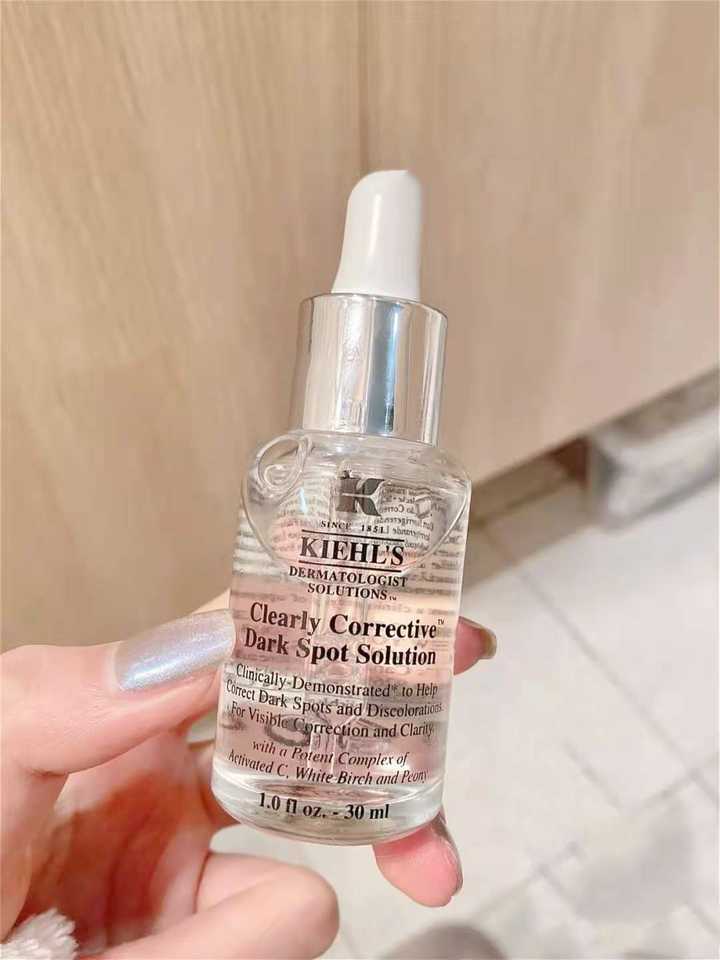 K
SINCE 1851
KIEHL'S
DERMATOLOGIST
SOLUTIONS™
Clearly Corrective™
Dark Spot Solution
Clinically-Demonstrated* to Help
Correct Dark Spots and Discolorations.
For Visible Correction and Clarity.
with a Potent Complex of
Activated C, White Birch and Peony
1.0 fl oz. - 30 ml